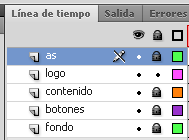 Línea de tiempo Salida Errores
as
logo
contenido
botones
fondo